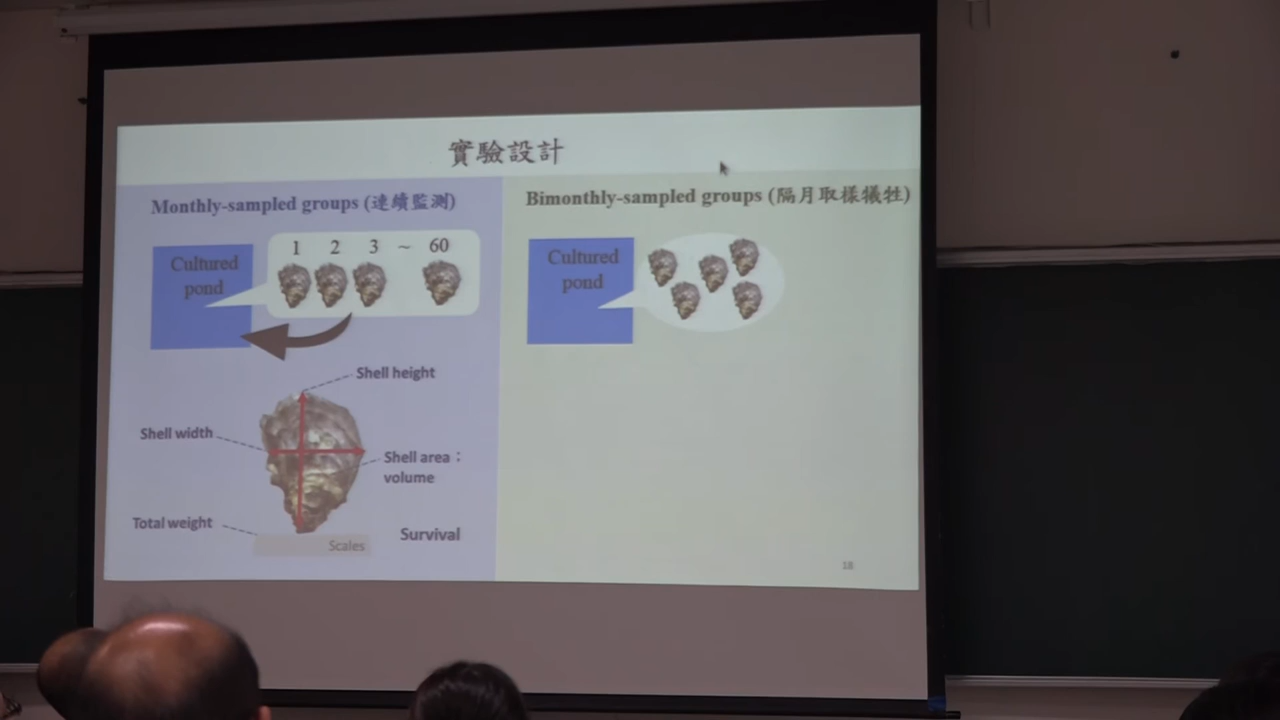 實驗設計
Monthly-sampled groups (連續監測)
Cultured
pond
1 2 3 ~ 60
Shell height
Shell width
Shell area：
volume
Total weight
Scales
Survival
Bimonthly-sampled groups (隔月取樣犠牲)
Cultured
pond
18